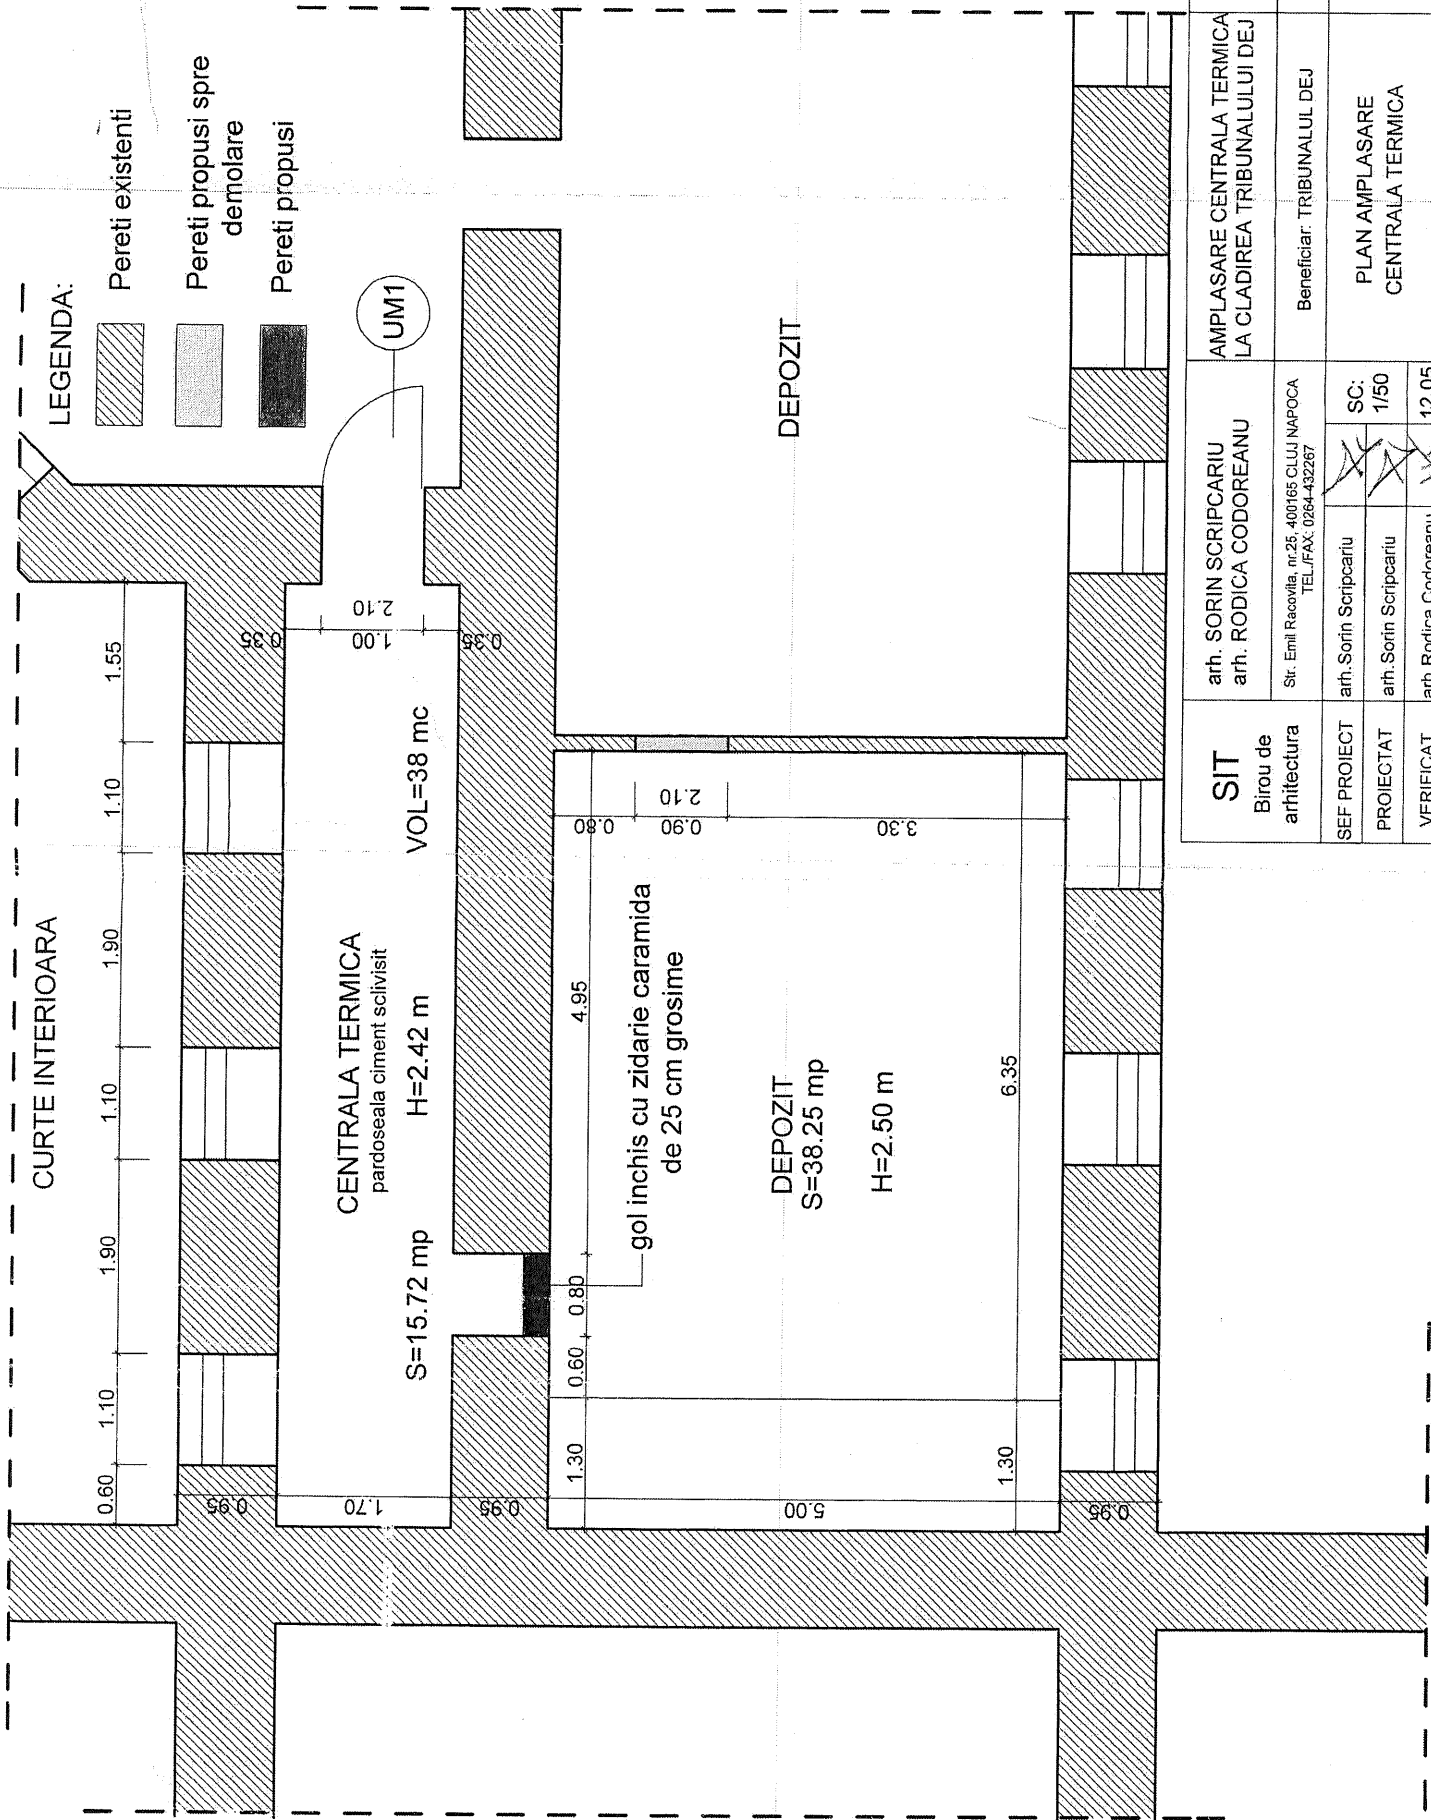 LEGENDA:
Pereti existenti
Pereti propusi spre
demolare
Pereti propusi
UM1
CURTE INTERIOARA
0.60
1.10
1.90
1.10
1.90
1.10
1.55
0.95
1.70
0.95
5.00
0.95
CENTRALA TERMICA
pardoseala ciment sclivisit
S=15.72 mp
H=2.42 m
VOL=38 mc
0.35
1.00
2.10
0.35
1.30
0.60
0.80
4.95
gol inchis cu zidarie caramida
de 25 cm grosime
0.80
0.90
2.10
3.30
DEPOZIT
S=38.25 mp
H=2.50 m
1.30
6.35
DEPOZIT
SIT
Birou de
arhitectura
arh. SORIN SCRIPCARIU
arh. RODICA CODOREANU
Str. Emil Racovita, nr.25, 400165 CLUJ NAPOCA
TEL./FAX: 0264-432267
AMPLASARE CENTRALA TERMICA
LA CLADIREA TRIBUNALULUI DEJ
Beneficiar: TRIBUNALUL DEJ
SEF PROIECT
arh.Sorin Scripcariu
SC:
1/50
PROIECTAT
arh.Sorin Scripcariu
PLAN AMPLASARE
CENTRALA TERMICA
VERIFICAT
arh.Rodica Codoreanu
12.05